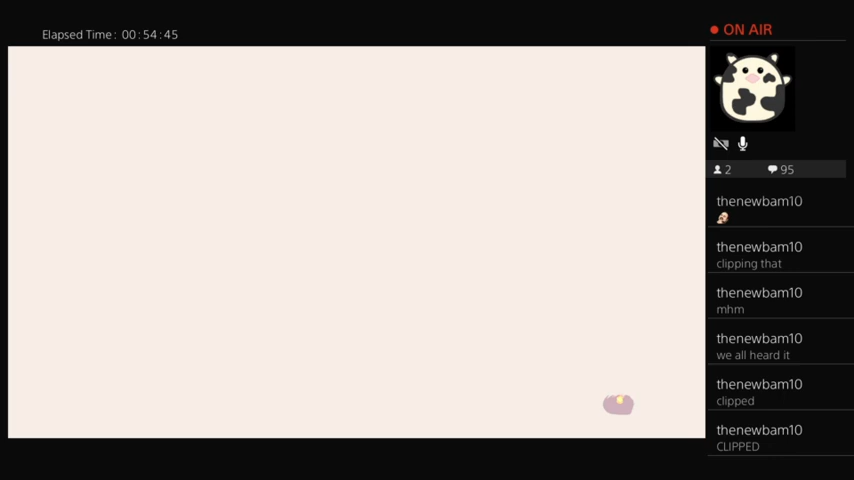 Elapsed Time: 00:54:45
ON AIR
2
95
thenewbam10
thenewbam10
clipping that
thenewbam10
mhm
thenewbam10
we all heard it
thenewbam10
clipped
thenewbam10
CLIPPED